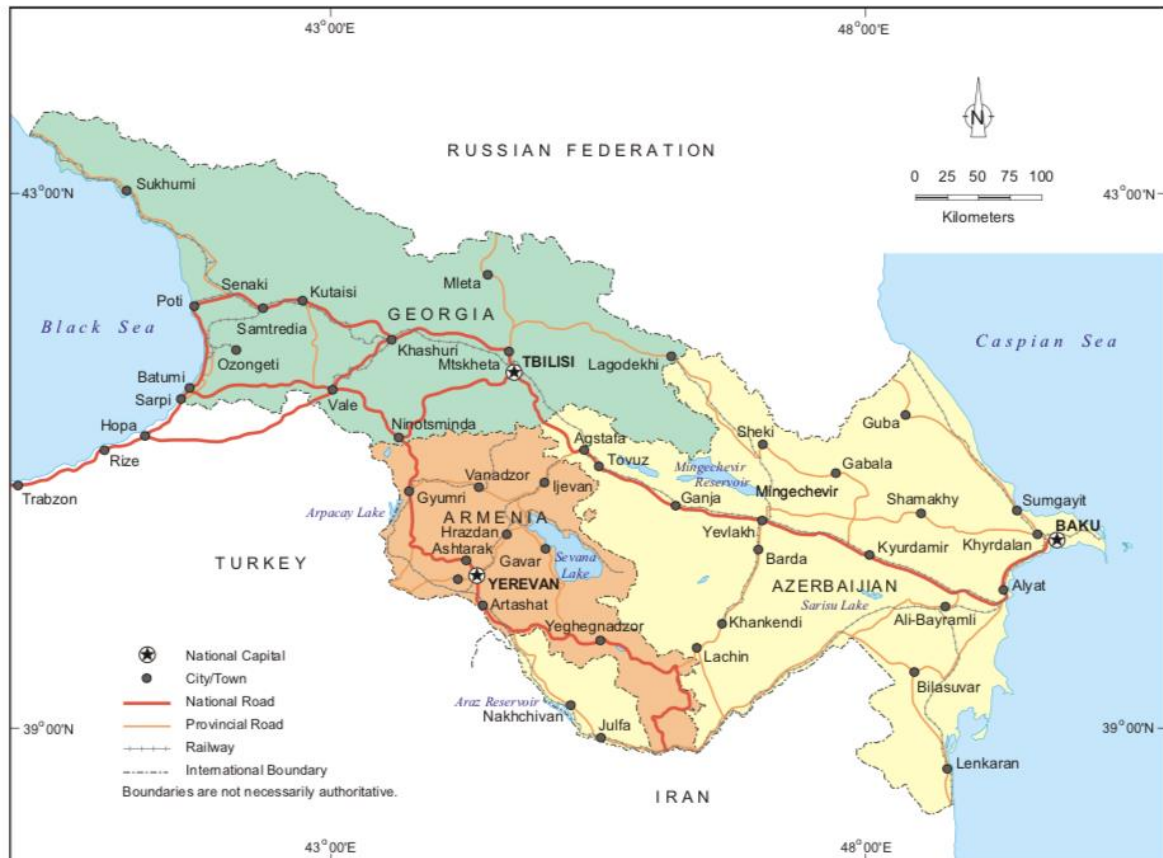 43°00'E
48°00'E
N
RUSSIAN FEDERATION
0 25 50 75 100
Kilometers
43°00'N
43°00'N
Sukhumi
Mleta
Senaki
Kutaisi
Poti
GEORGIA
Black Sea
Caspian Sea
Samtredia
Khashuri
TBILISI
Ozongeti
Mtskheta
Lagodekhi
Batumi
Sarpi
Vale
Guba
Hopa
Ninotsminda
Sheki
Agstafa
Rize
Tovuz
Mingechevir
Reservoir
Gabala
Vanadzor
Ijevan
Trabzon
Gyumri
Mingechevir
Ganja
Shamakhy
Sumgayit
Arpacay Lake
ARMENIA
BAKU
Hrazdan
Yevlakh
Khyrdalan
Ashtarak
Gavar
Kyurdamir
TURKEY
Sevana
Lake
Barda
YEREVAN
AZERBAIJIAN
Alyat
Artashat
Sarisu Lake
Ali-Bayramli
Yeghegnadzor
Khankendi
Lachin
National Capital
City/Town
National Road
Provincial Road
Railway
International Boundary
Boundaries are not necessarily authoritative.
Bilasuvar
Araz Reservoir
Nakhchivan
Julfa
39°00'N
39°00'N
Lenkaran
IRAN
43°00'E
48°00'E